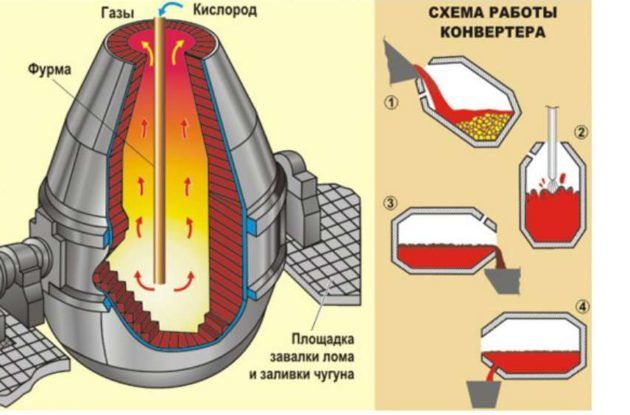 Газы
Кислород
Фурма
Площадка
завалки лома
и заливки чугуна
СХЕМА РАБОТЫ
КОНВЕРТЕРА
1
2
3
4